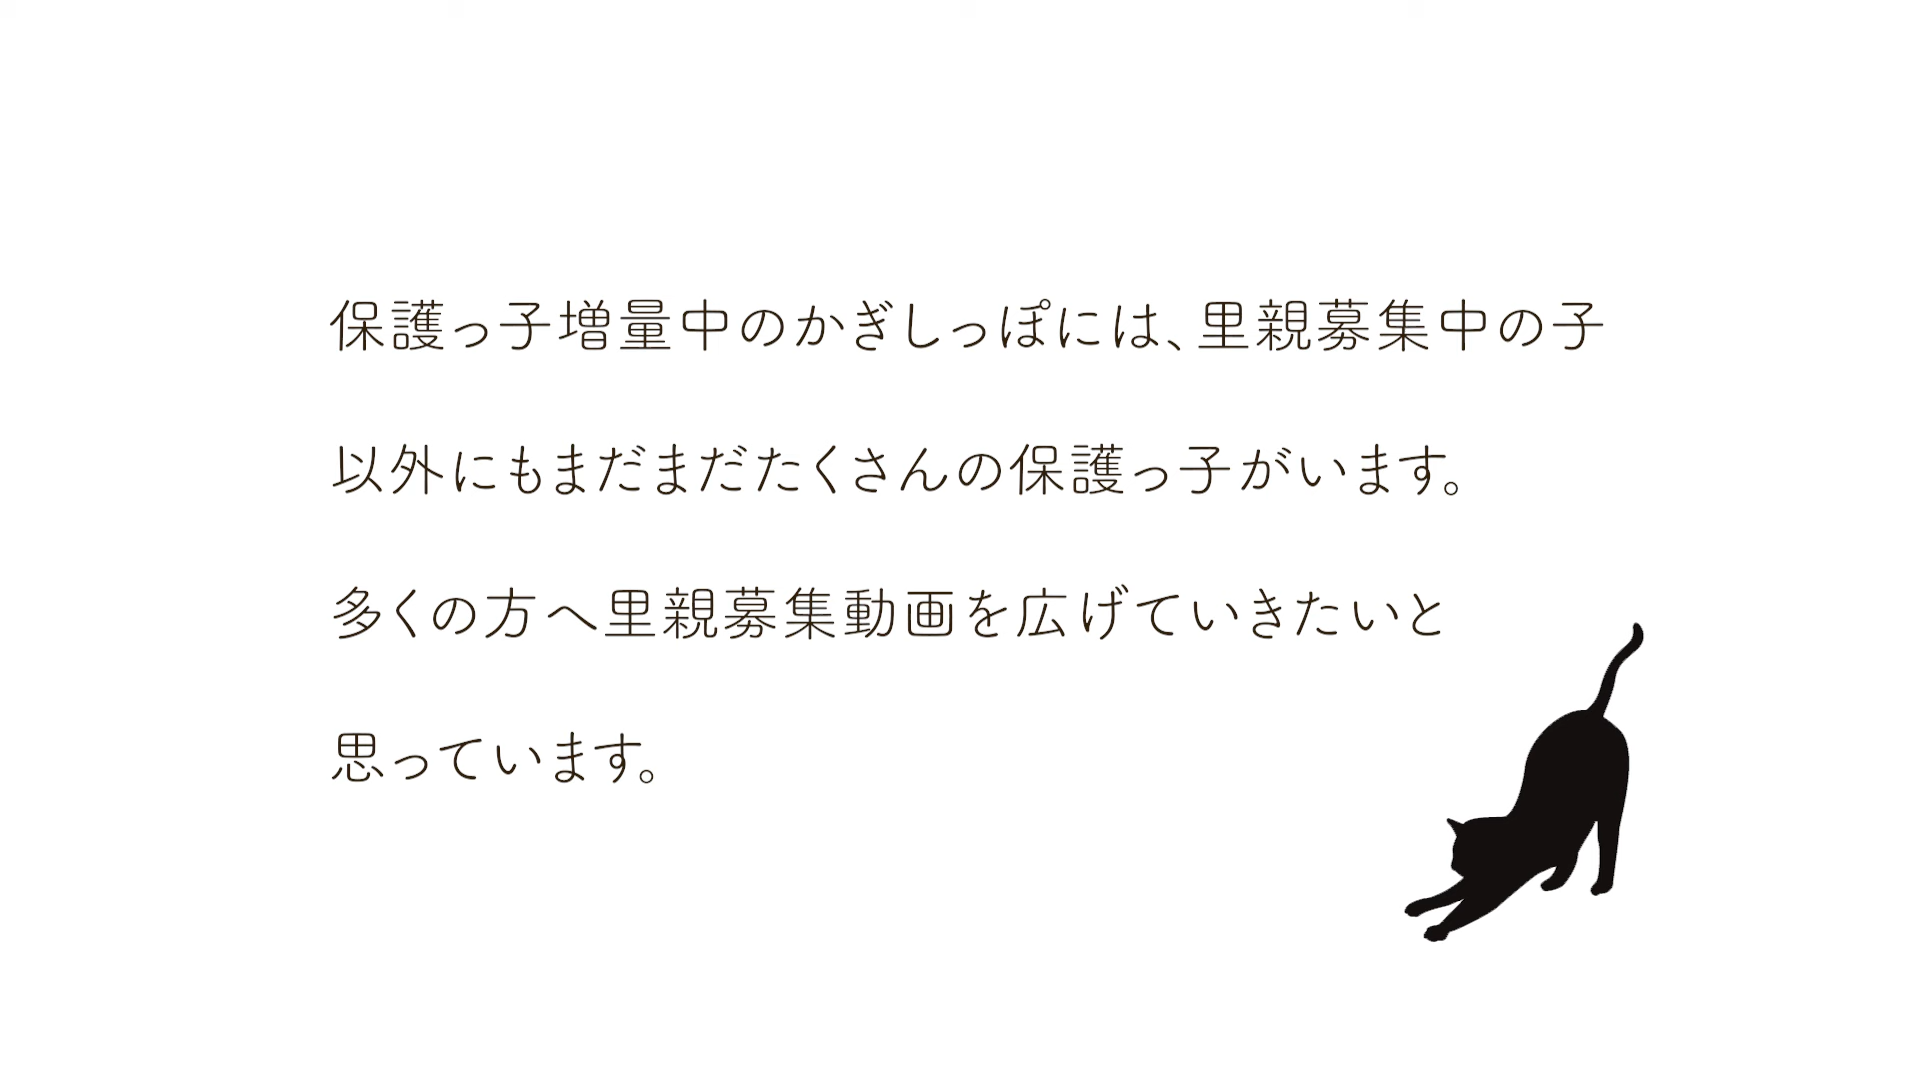 保護っ子増量中のかぎしっぽには、里親募集中の子
以外にもまだまだたくさんの保護っ子がいます。
多くの方へ里親募集動画を広げていきたいと
思っています。